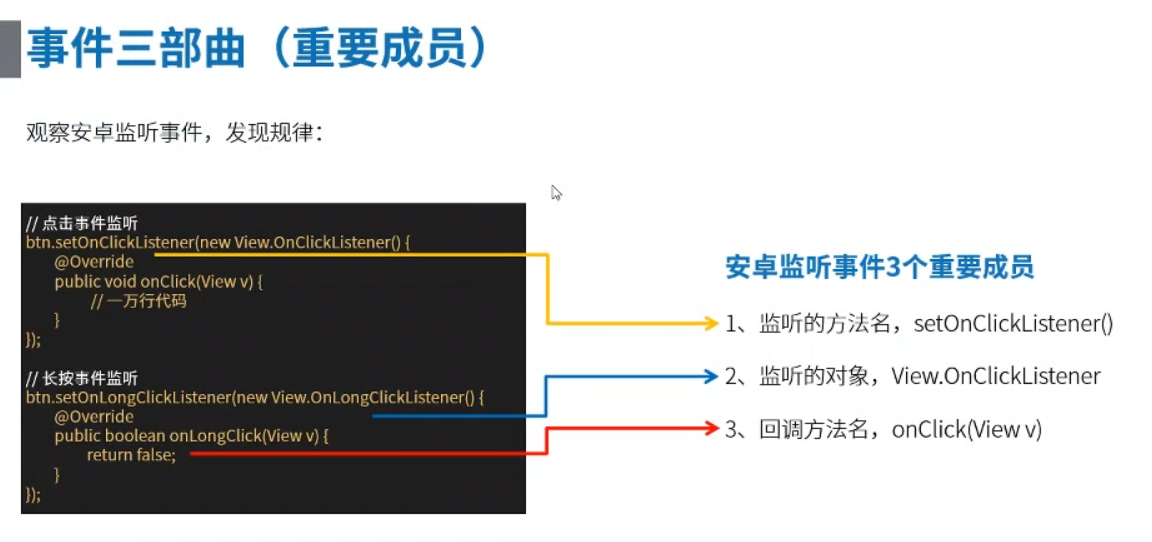 事件三部曲（重要成员）
观察安卓监听事件，发现规律：
// 点击事件监听
btn.setOnClickListener(new View.OnClickListener() {
@Override
public void onClick(View v) {
// 一万行代码
}
});
// 长按事件监听
btn.setOnLongClickListener(new View.OnLongClickListener() {
@Override
public boolean onLongClick(View v) {
return false;
}
});
安卓监听事件3个重要成员
1、监听的方法名，setOnClickListener()
2、监听的对象，View.OnClickListener
3、回调方法名，onClick(View v)